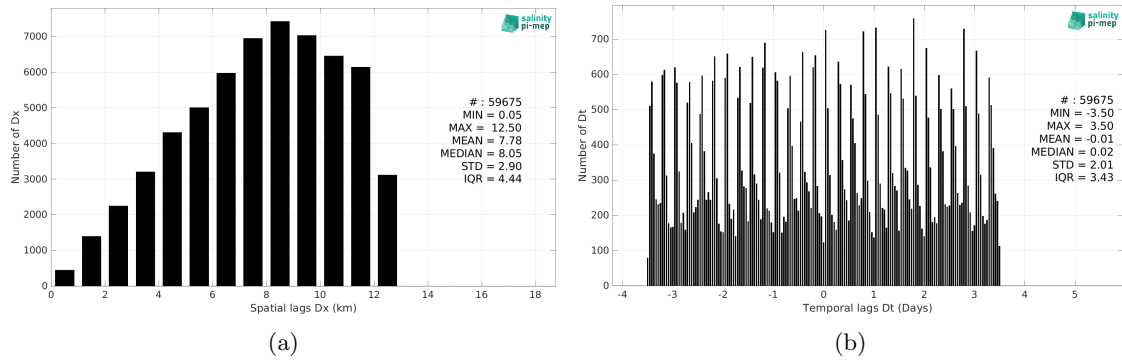 salinity
pi-mep
7000
6000
5000
4000
3000
2000
1000
0
Number of Dx
# : 59675
MIN = 0.05
MAX = 12.50
MEAN = 7.78
MEDIAN = 8.05
STD = 2.90
IQR = 4.44
0 2 4 6 8 10 12 14 16 18
Spatial lags Dx (km)
(a)
salinity
pi-mep
700
600
500
400
300
200
100
0
Number of Dt
# : 59675
MIN = -3.50
MAX = 3.50
MEAN = -0.01
MEDIAN = 0.02
STD = 2.01
IQR = 3.43
-4 -3 -2 -1 0 1 2 3 4 5
Temporal lags Dt (Days)
(b)